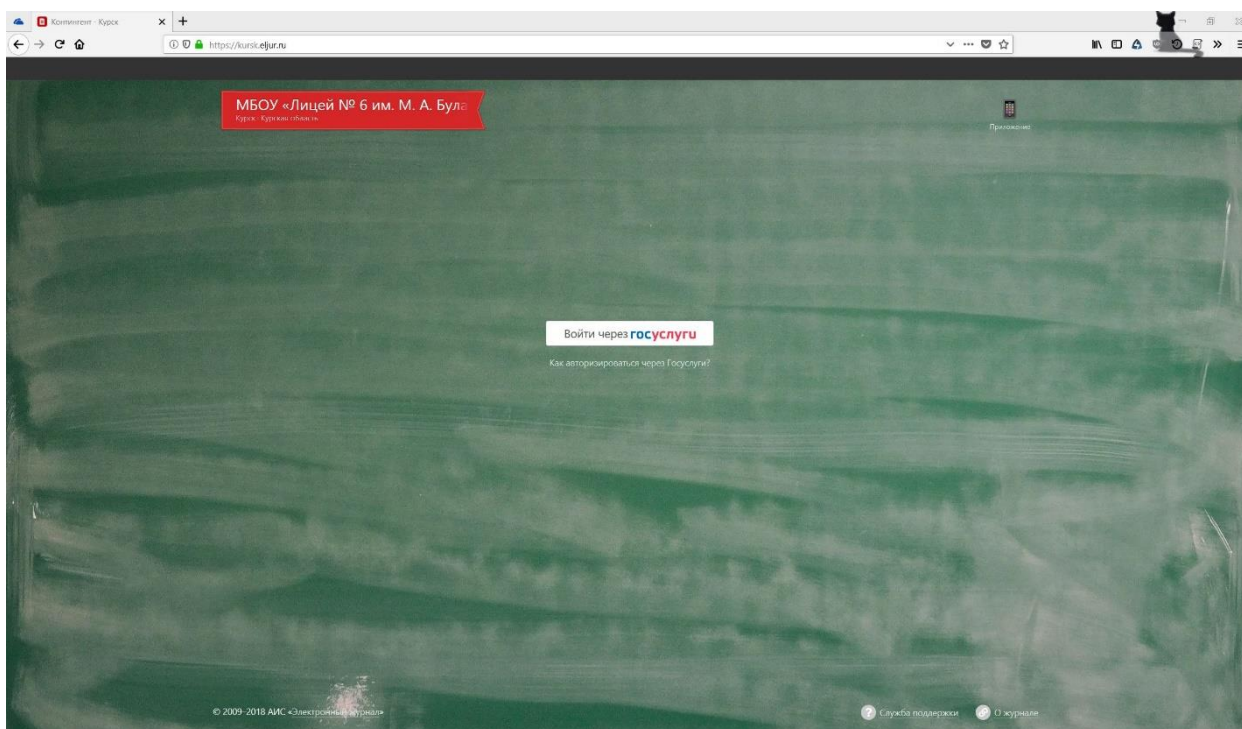 Контингент - Курск
https://kursk.eljur.ru
МБОУ «Лицей № 6 им. М. А. Була
Курск · Курская область
Приложение
Войти через госуслуги
Как авторизироваться через Госуслуги?
© 2009-2018 АИС «Электронный журнал»
Служба поддержки
О журнале